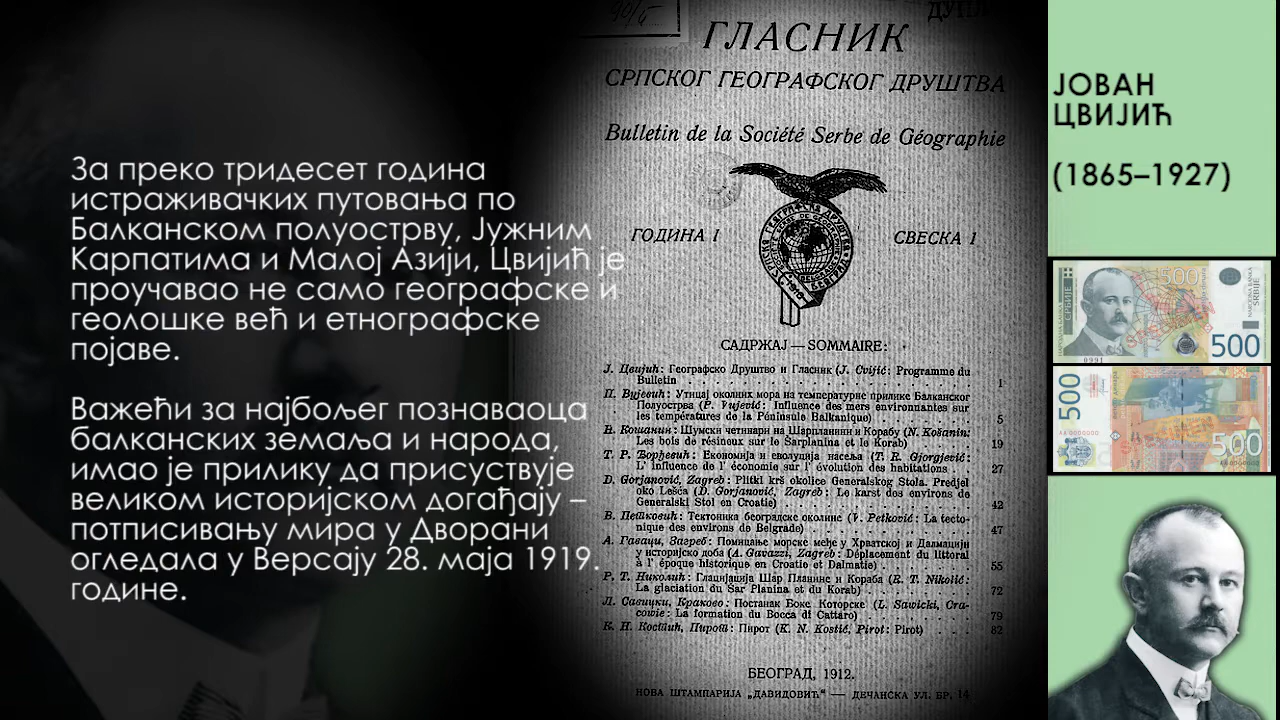 За преко тридесет година
истраживачких путовања по
Балканском полуострву, Јужним
Карпатима и Малој Азији, Цвијић је
проучавао не само географске и
геолошке већ и етнографске
појаве.
Важећи за најбољег познаваоца
балканских земаља и народа,
имао је прилику да присуствује
великом историјском догађају –
потписивању мира у Дворани
огледала у Версају 28. маја 1919.
године.
ГЛАСНИК
СРПСКОГ ГЕОГРАФСКОГ ДРУШТВА
Bulletin de la Société Serbe de Géographie
ГОДИНА I
СВЕСКА 1
САДРЖАЈ — SOMMAIRE:
Ј. Цвијић: Географско Друштво и Гласник (J. Cvijić: Programme du
Bulletin 1
П. Вујевић: Утицај околних мора на температурне прилике Балканског
Полуострва (P. Vujević: Influence des mers environnantes sur
les températures de la Péninsule Balkanique) 5
Н. Кошанин: Шумски четинари на Шарпланини и Корабу (N. Košanin:
Les bois de résineux sur le Šarplanina et le Korab) 19
Т. Р. Ђорђевић: Економија и еволуција насеља (T. R. Gjorgjević:
L' influence de l' économie sur l' évolution des habitations 27
D. Gorjanović, Zagreb: Plitki krš okolice Generalskog Stola. Predjel
oko Lešća (D. Gorjanović, Zagreb: Le karst des environs de
Generalski Stol en Croatie) 42
В. Петковић: Тектоника београдске околине (V. Petković: La tecto-
nique des environs de Belgrade) 47
А. Гаваци, Загреб: Помицање морске међе у Хрватској и Далмацији
у историјско доба (A. Gavazzi, Zagreb: Déplacement du littoral
à l' époque historique en Croatie et Dalmatie) 55
Р. Т. Николић: Глацијација Шар Планине и Кораба (R. T. Nikolić:
La glaciation du Šar Planina et du Korab) 72
Л. Савицки, Краково: Постанак Боке Которске (L. Sawicki, Cra-
cowie: La formation du Bocca di Cattaro) 79
К. Н. Костић, Пирот: Пирот (K. N. Kostić, Pirot: Pirot) 82
БЕОГРАД, 1912.
НОВА ШТАМПАРИЈА „ДАВИДОВИЋ“ — ДЕЧАНСКА УЛ. БР. 14
ЈОВАН
ЦВИЈИЋ
(1865–1927)
500
500
500
500